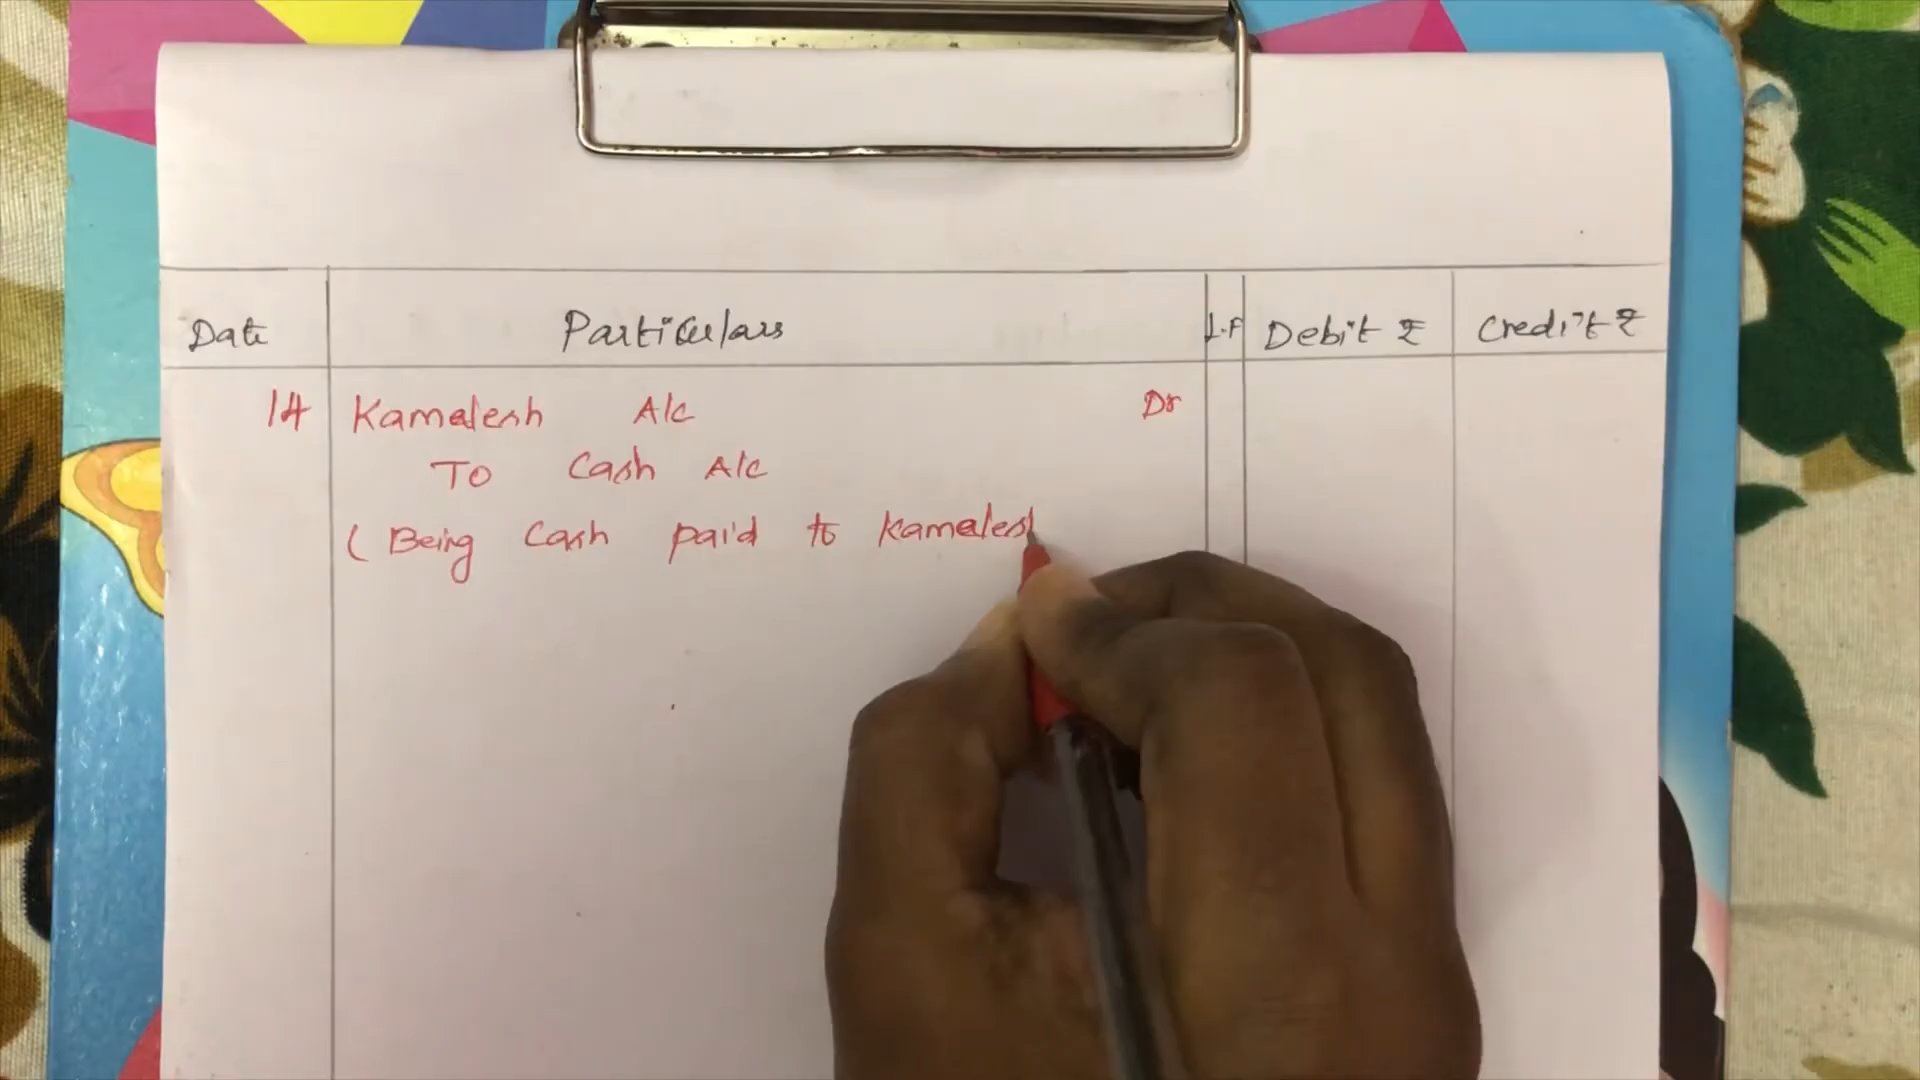 Date Particulars L.F Debit ₹ Credit ₹
14 Kamalesh A/c Dr
TO Cash A/c
( Being Cash paid to Kamalesh